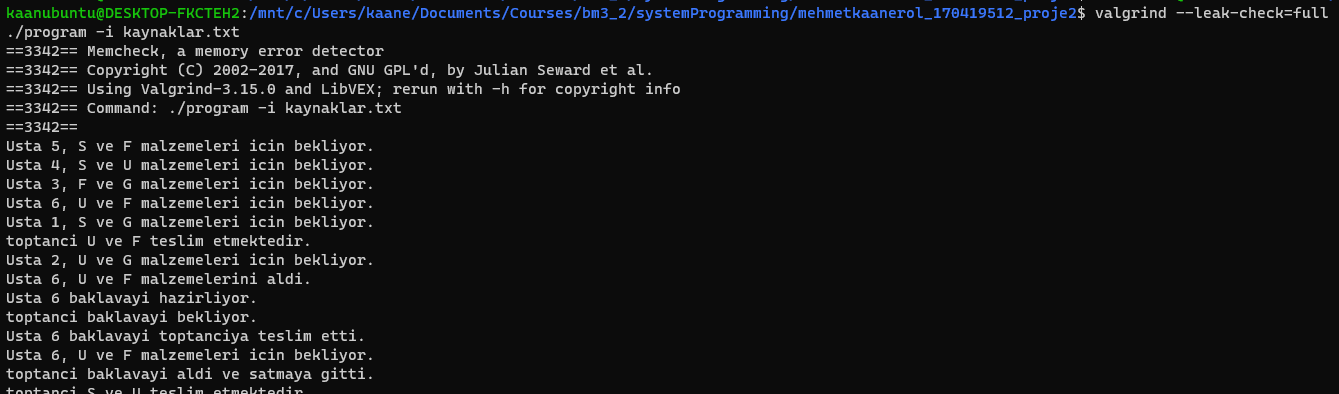 kaanubuntu@DESKTOP-FKCTEH2:/mnt/c/Users/kaane/Documents/Courses/bm3_2/systemProgramming/mehmetkaanerol_170419512_proje2$ valgrind --leak-check=full
./program -i kaynaklar.txt
==3342== Memcheck, a memory error detector
==3342== Copyright (C) 2002-2017, and GNU GPL'd, by Julian Seward et al.
==3342== Using Valgrind-3.15.0 and LibVEX; rerun with -h for copyright info
==3342== Command: ./program -i kaynaklar.txt
==3342==
Usta 5, S ve F malzemeleri icin bekliyor.
Usta 4, S ve U malzemeleri icin bekliyor.
Usta 3, F ve G malzemeleri icin bekliyor.
Usta 6, U ve F malzemeleri icin bekliyor.
Usta 1, S ve G malzemeleri icin bekliyor.
toptanci U ve F teslim etmektedir.
Usta 2, U ve G malzemeleri icin bekliyor.
Usta 6, U ve F malzemelerini aldi.
Usta 6 baklavayi hazirliyor.
toptanci baklavayi bekliyor.
Usta 6 baklavayi toptanciya teslim etti.
Usta 6, U ve F malzemeleri icin bekliyor.
toptanci baklavayi aldi ve satmaya gitti.
toptanci S ve U teslim etmektedir